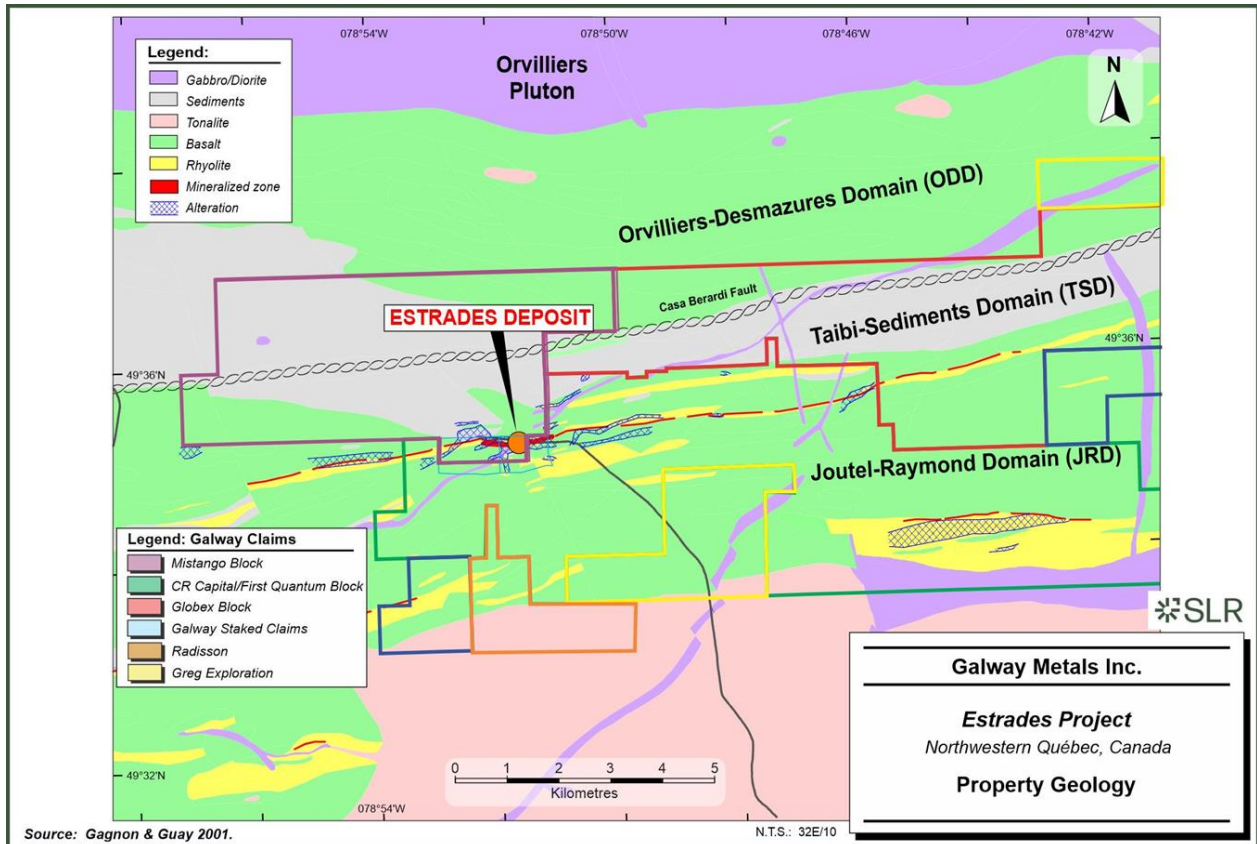 078°54'W
078°50'W
078°46'W
078°42'W
Legend:
Gabbro/Diorite
Sediments
Tonalite
Basalt
Rhyolite
Mineralized zone
Alteration
Orvilliers
Pluton
N
Orvilliers-Desmazures Domain (ODD)
Casa Berardi Fault
Taibi-Sediments Domain (TSD)
ESTRADES DEPOSIT
49°36'N
49°36'N
Joutel-Raymond Domain (JRD)
Legend: Galway Claims
Mistango Block
CR Capital/First Quantum Block
Globex Block
Galway Staked Claims
Radisson
Greg Exploration
SLR
Galway Metals Inc.
Estrades Project
Northwestern Québec, Canada
Property Geology
49°32'N
078°54'W
0 1 2 3 4 5
Kilometres
Source: Gagnon & Guay 2001.
N.T.S.: 32E/10